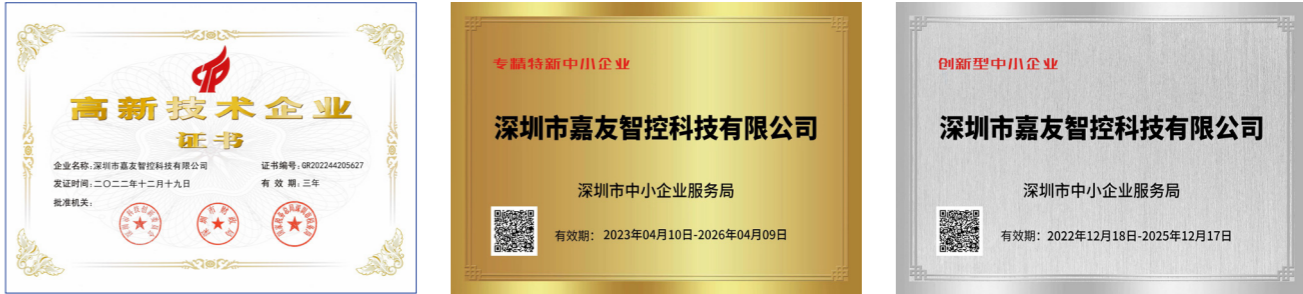 高新技术企业
证书
企业名称:深圳市嘉友智控科技有限公司
证书编号:GR202244205627
发证时间:二〇二二年十二月十九日
有 效 期:三年
批准机关:
专精特新中小企业
深圳市嘉友智控科技有限公司
深圳市中小企业服务局
有效期: 2023年04月10日-2026年04月09日
创新型中小企业
深圳市嘉友智控科技有限公司
深圳市中小企业服务局
有效期: 2022年12月18日-2025年12月17日